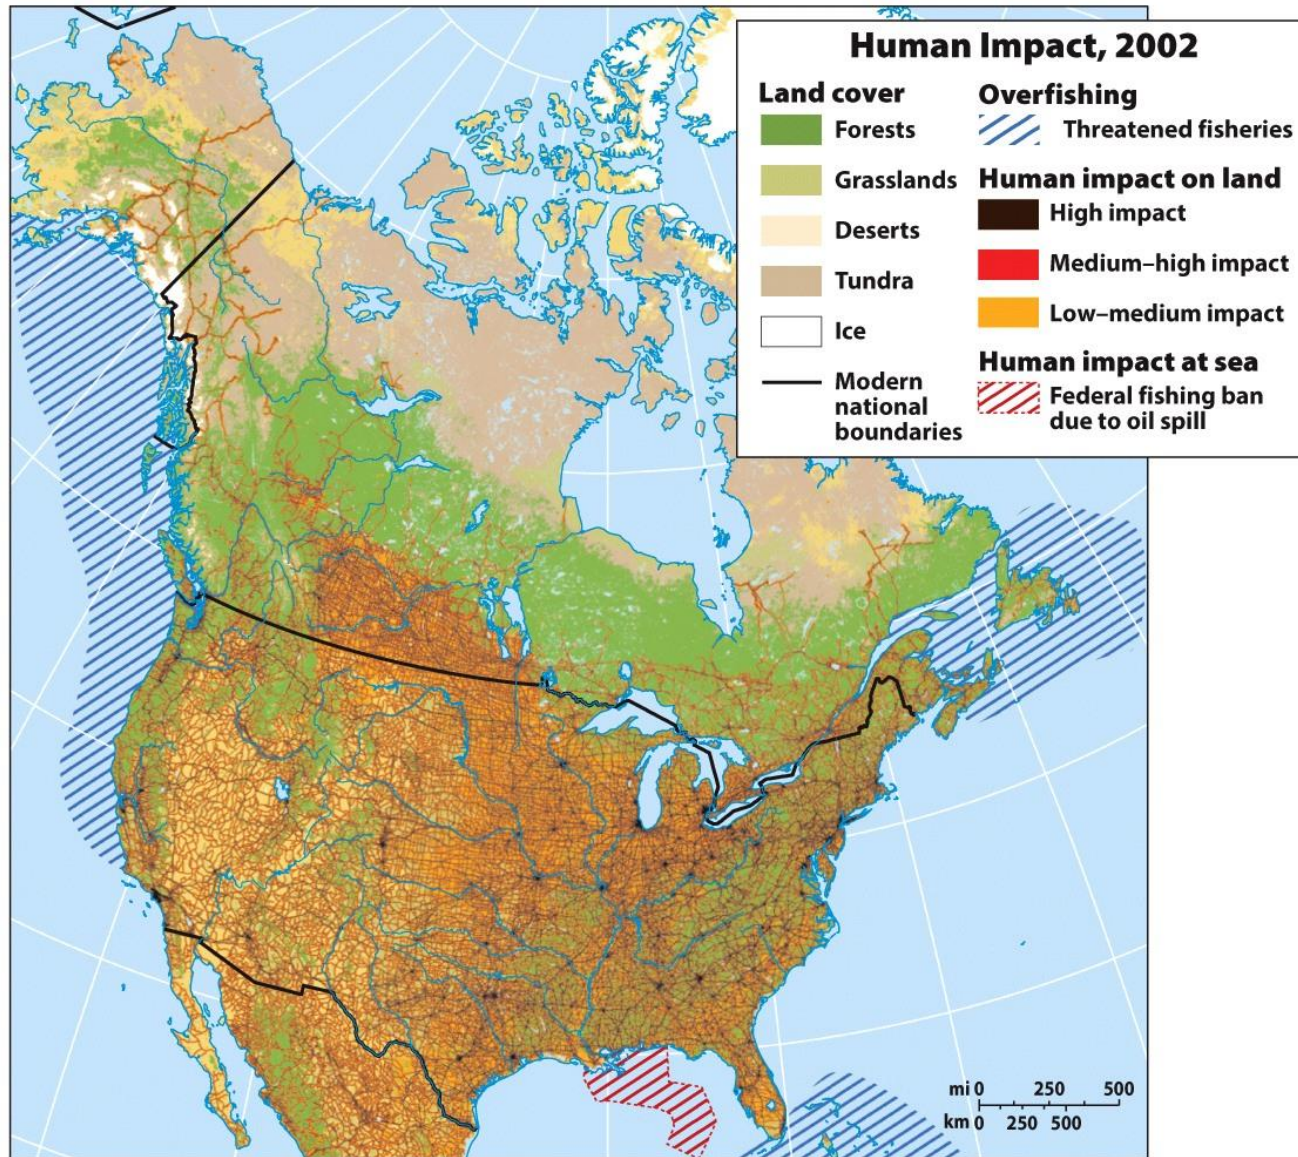 Human Impact, 2002
Land cover
Forests
Grasslands
Deserts
Tundra
Ice
Modern
national
boundaries
Overfishing
Threatened fisheries
Human impact on land
High impact
Medium–high impact
Low–medium impact
Human impact at sea
Federal fishing ban
due to oil spill
mi 0 250 500
km 0 250 500